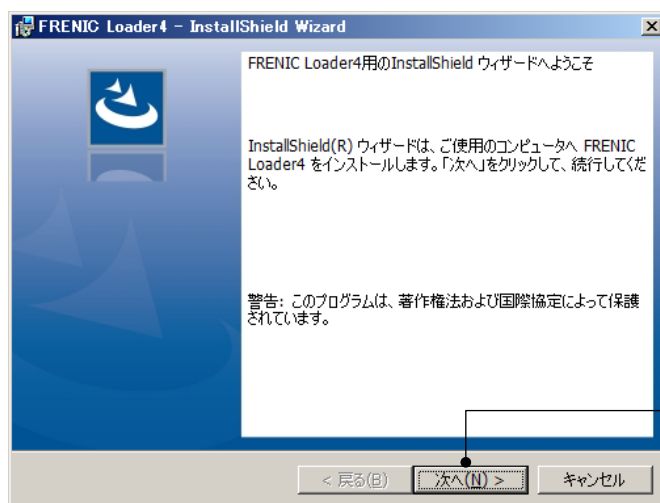 FRENIC Loader4 - InstallShield Wizard
FRENIC Loader4用のInstallShield ウィザードへようこそ
InstallShield(R) ウィザードは、ご使用のコンピュータへ FRENIC
Loader4 をインストールします。「次へ」をクリックして、続行してくだ
さい。
警告: このプログラムは、著作権法および国際協定によって保護
されています。
< 戻る(B)
次へ(N) >
キャンセル